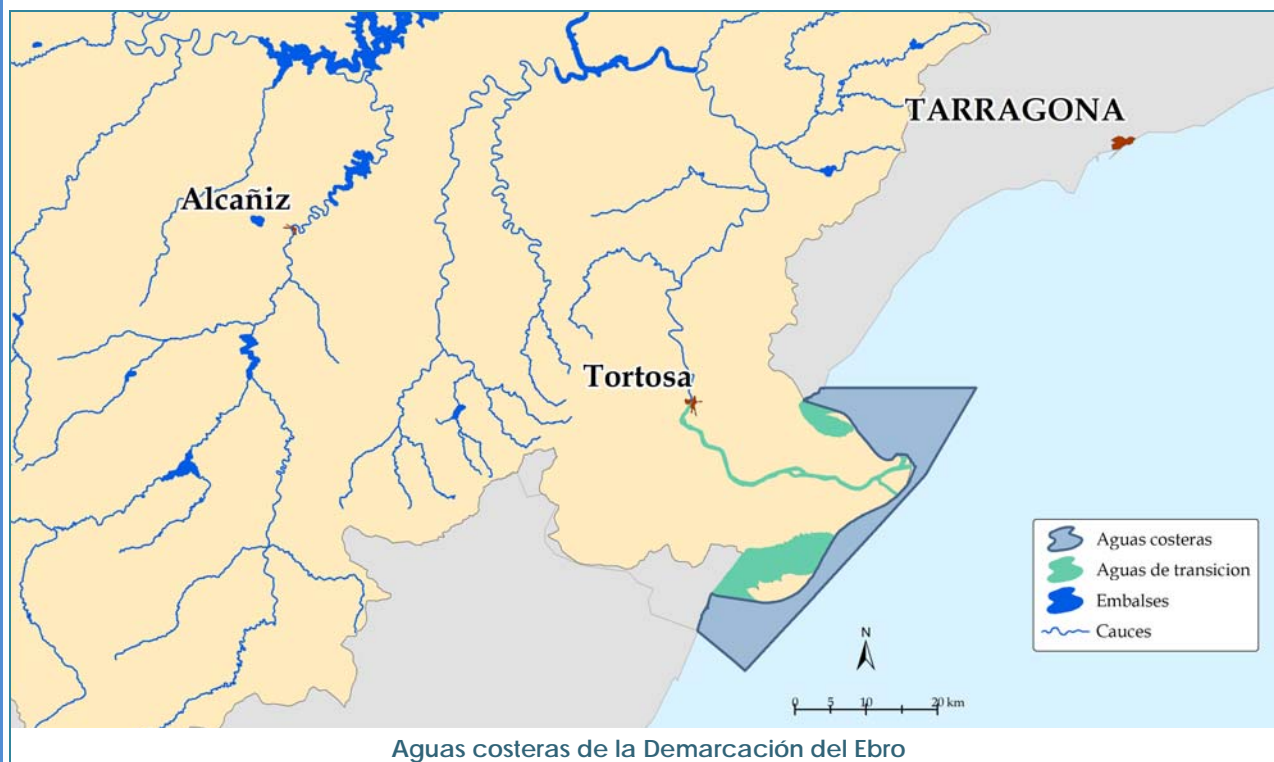 TARRAGONA
Alcañiz
Tortosa
Aguas costeras
Aguas de transicion
Embalses
Cauces
N
0 5 10 20 km
Aguas costeras de la Demarcación del Ebro